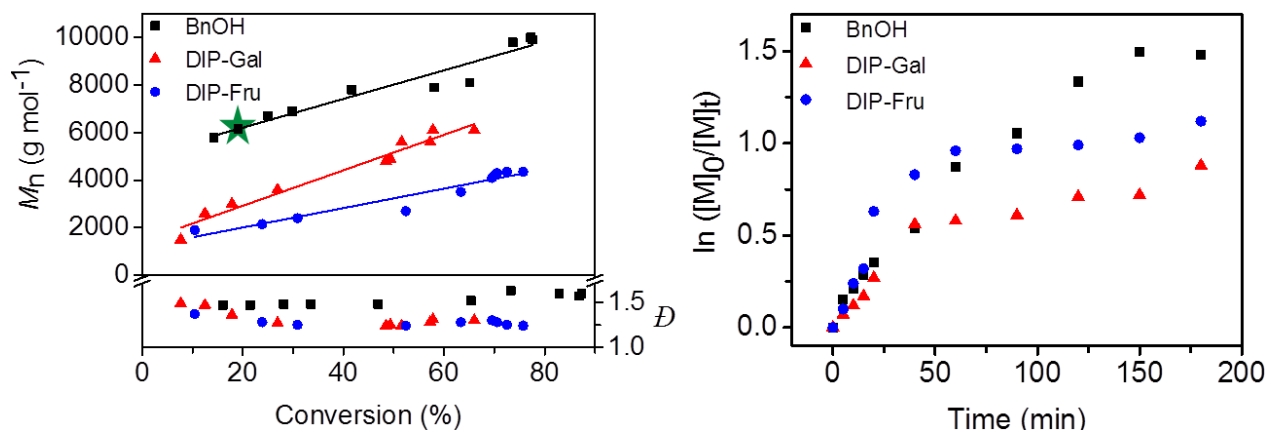 BnOH
DIP-Gal
DIP-Fru
10000
8000
6000
4000
2000
0
Mn (g mol-1)
1.5
1.0
Đ
0 20 40 60 80
Conversion (%)
BnOH
DIP-Gal
DIP-Fru
1.5
1.0
0.5
0.0
ln ([M]0/[M]t)
0 50 100 150 200
Time (min)